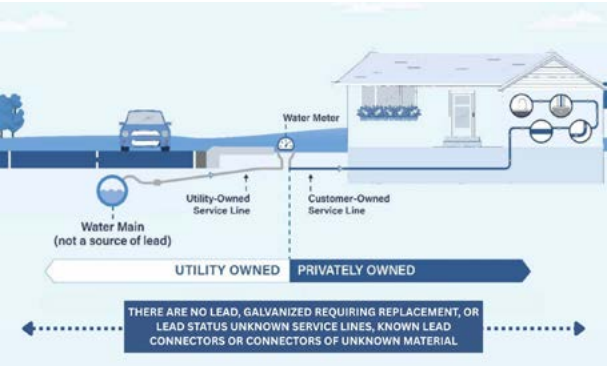 Water Meter
Utility-Owned
Service Line
Customer-Owned
Service Line
Water Main
(not a source of lead)
UTILITY OWNED
PRIVATELY OWNED
THERE ARE NO LEAD, GALVANIZED REQUIRING REPLACEMENT, OR
LEAD STATUS UNKNOWN SERVICE LINES, KNOWN LEAD
CONNECTORS OR CONNECTORS OF UNKNOWN MATERIAL